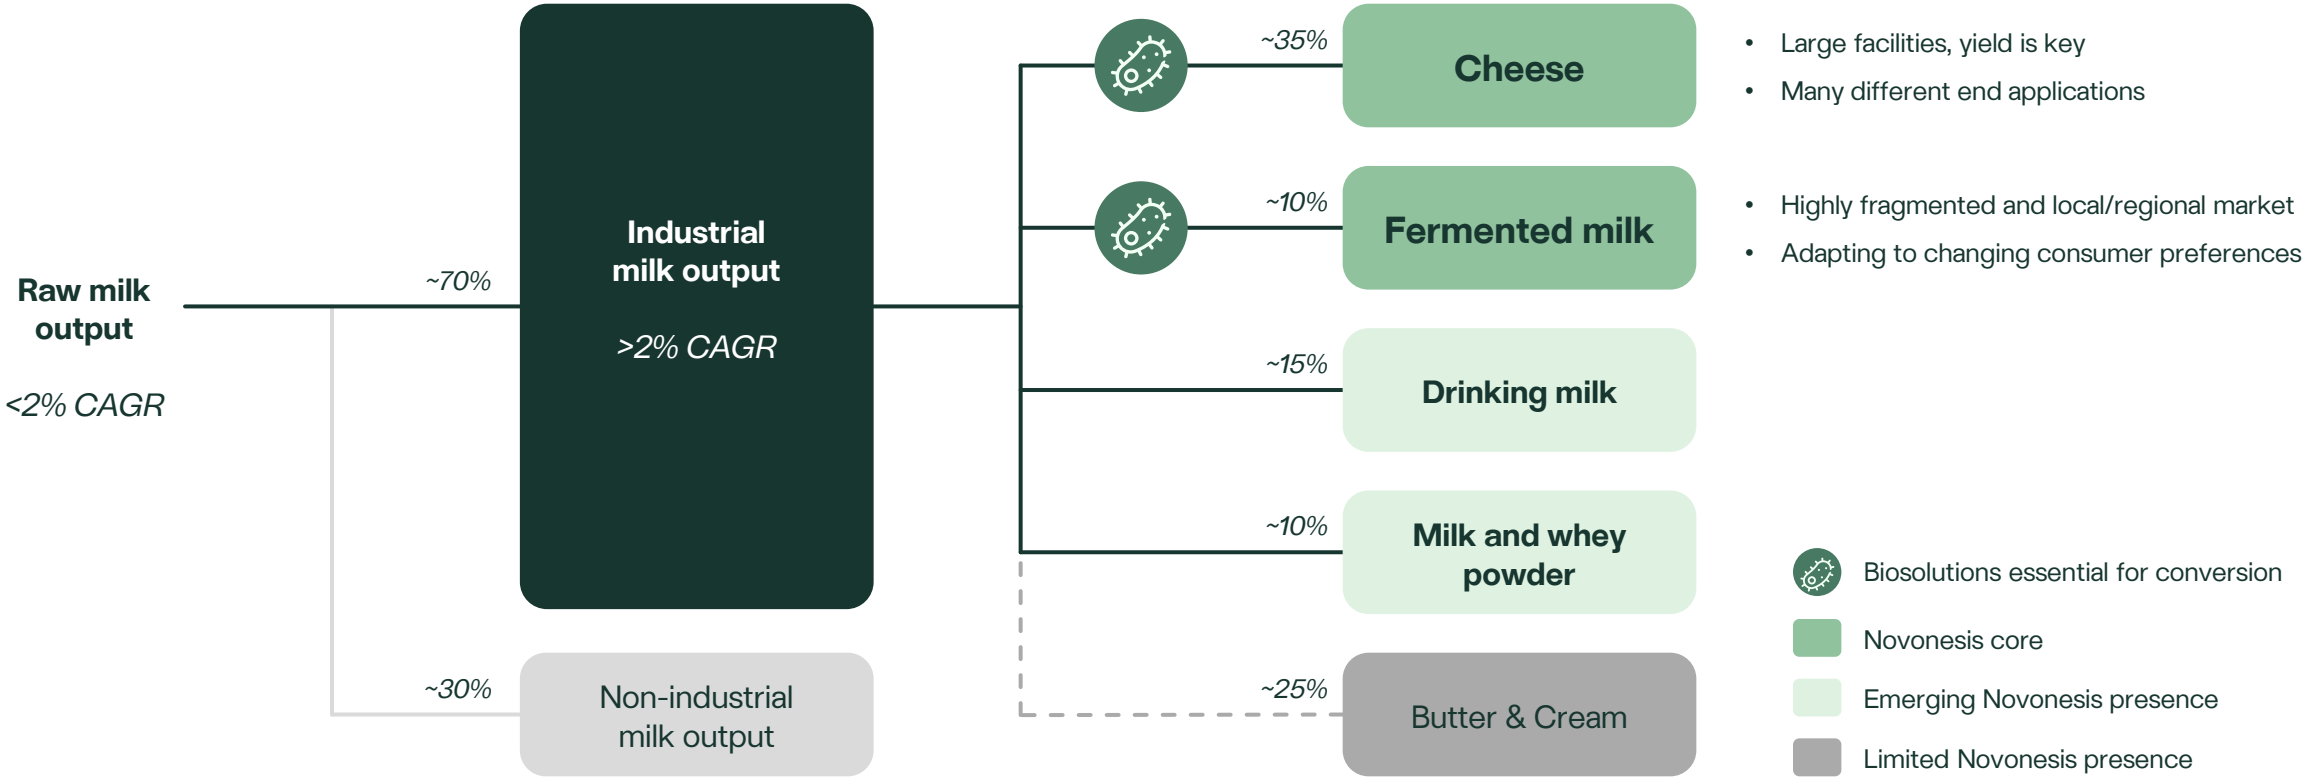 Raw milk
output
<2% CAGR
~70%
Industrial
milk output
>2% CAGR
~30%
Non-industrial
milk output
~35%
Cheese
• Large facilities, yield is key
• Many different end applications
~10%
Fermented milk
• Highly fragmented and local/regional market
• Adapting to changing consumer preferences
~15%
Drinking milk
~10%
Milk and whey
powder
~25%
Butter & Cream
Biosolutions essential for conversion
Novonesis core
Emerging Novonesis presence
Limited Novonesis presence